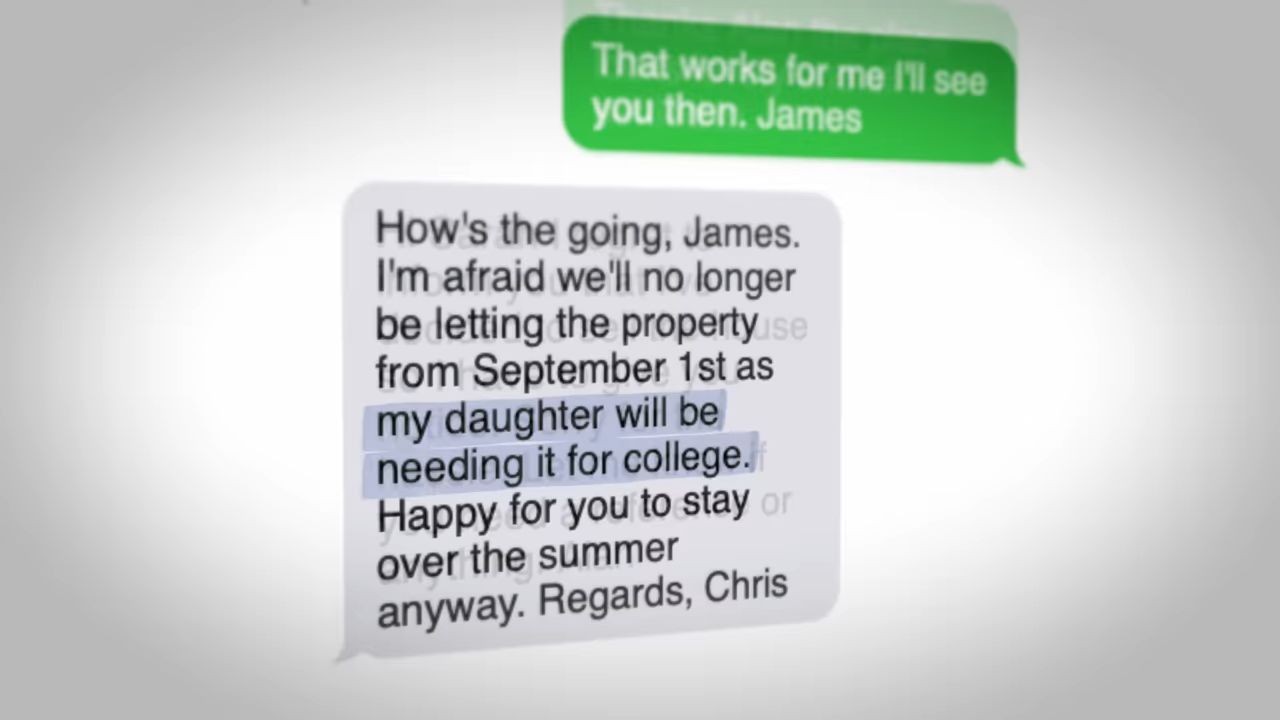 That works for me I'll see
you then. James
How's the going, James.
I'm afraid we'll no longer
be letting the property
from September 1st as
my daughter will be
needing it for college.
Happy for you to stay
over the summer
anyway. Regards, Chris